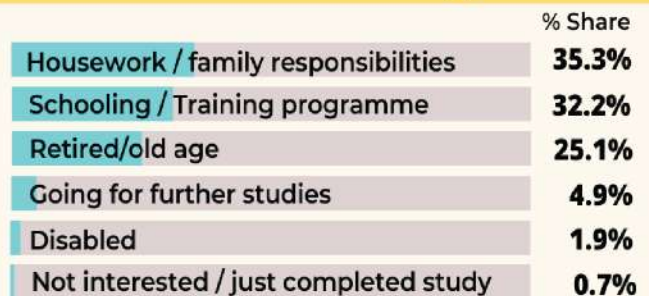 % Share
Housework / family responsibilities 35.3%
Schooling / Training programme 32.2%
Retired/old age 25.1%
Going for further studies 4.9%
Disabled 1.9%
Not interested / just completed study 0.7%